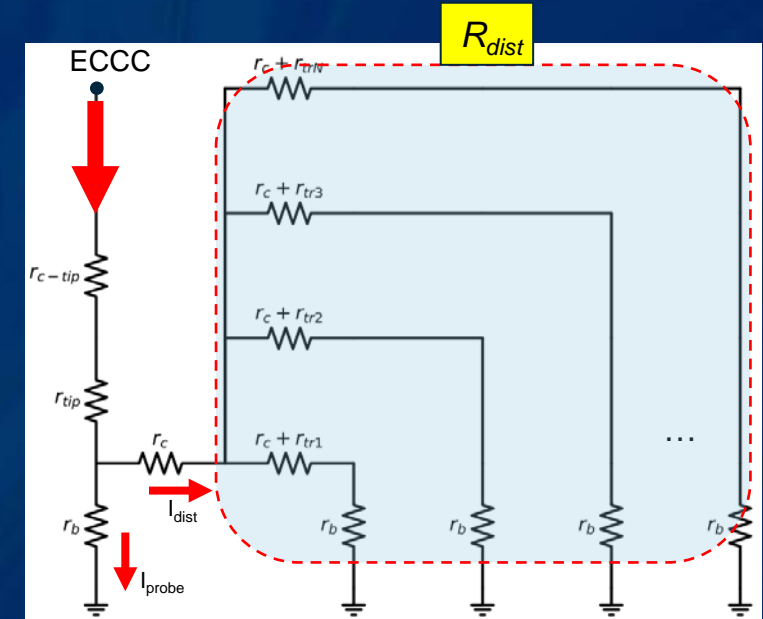 R_dist
ECCC
r_c + r_trN
r_c + r_tr3
r_c−tip
r_c + r_tr2
r_tip
r_c
r_c + r_tr1
...
I_dist
r_b
r_b
r_b
r_b
r_b
I_probe